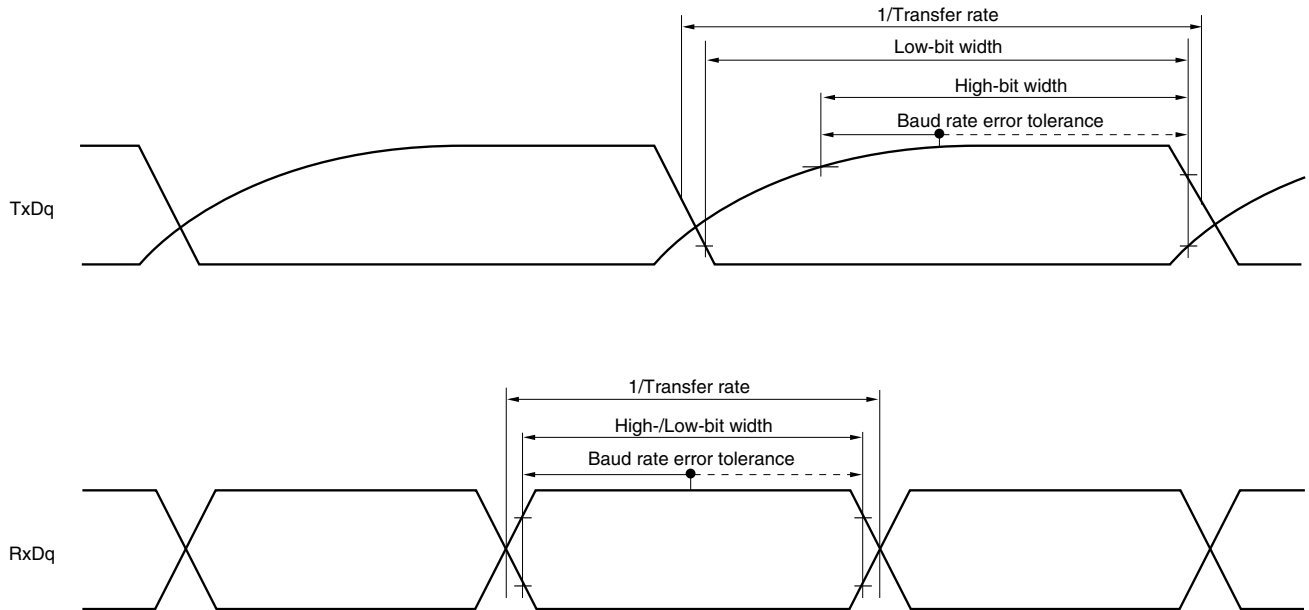 1/Transfer rate
Low-bit width
High-bit width
Baud rate error tolerance
TxDq
1/Transfer rate
High-/Low-bit width
Baud rate error tolerance
RxDq